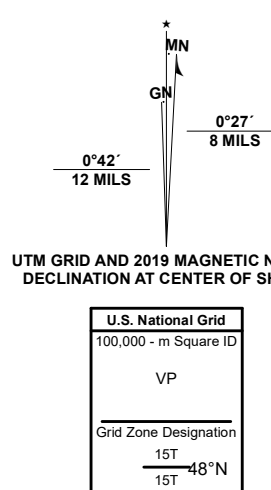 ★
MN
GN
0°27´
8 MILS
0°42´
12 MILS
UTM GRID AND 2019 MAGNETIC N
DECLINATION AT CENTER OF SH
U.S. National Grid
100,000 - m Square ID
VP
Grid Zone Designation
15T
48°N
15T